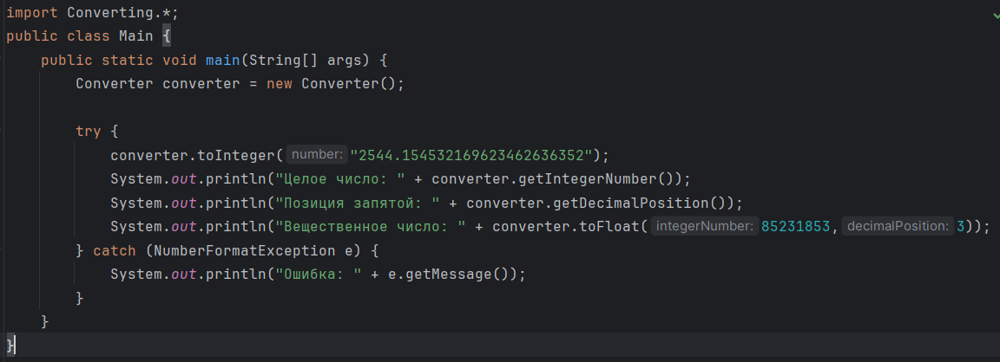 import Converting.*;
public class Main {
    public static void main(String[] args) {
        Converter converter = new Converter();

        try {
            converter.toInteger( number: "2544.154532169623462636352");
            System.out.println("Целое число: " + converter.getIntegerNumber());
            System.out.println("Позиция запятой: " + converter.getDecimalPosition());
            System.out.println("Вещественное число: " + converter.toFloat( integerNumber: 85231853, decimalPosition: 3));
        } catch (NumberFormatException e) {
            System.out.println("Ошибка: " + e.getMessage());
        }
    }
}